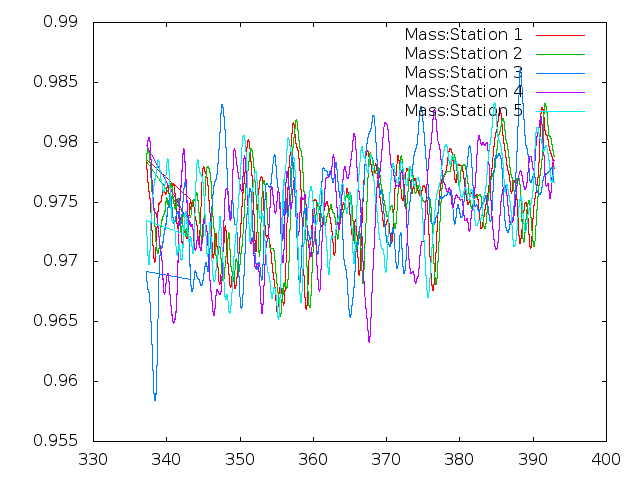 0.99
0.985
0.98
0.975
0.97
0.965
0.96
0.955
330 340 350 360 370 380 390 400
Mass:Station 1
Mass:Station 2
Mass:Station 3
Mass:Station 4
Mass:Station 5